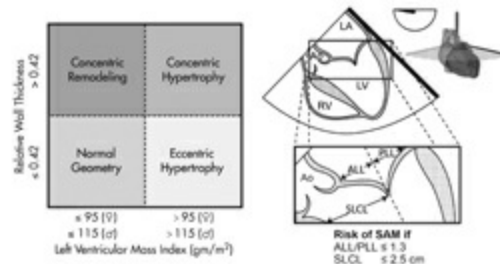 Relative Wall Thickness
≤ 0.42
> 0.42
Concentric
Remodeling
Concentric
Hypertrophy
Normal
Geometry
Eccentric
Hypertrophy
≤ 95 (♀)
> 95 (♀)
≤ 115 (♂)
> 115 (♂)
Left Ventricular Mass Index (gm/m²)
LA
Ao
LV
RV
ALL
PLL
Ao
SLCL
Risk of SAM if
ALL/PLL ≤ 1.3
SLCL ≤ 2.5 cm